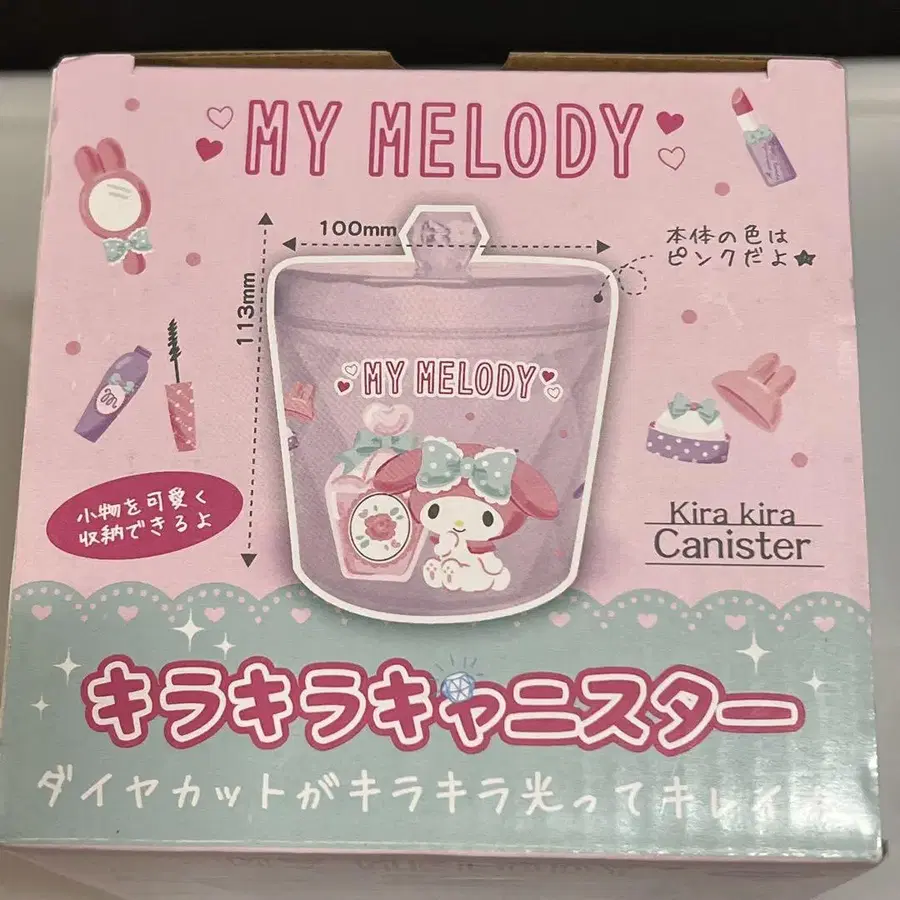 MY MELODY
100mm
113mm
本体の色は
ピンクだよ★
MY MELODY
小物を可愛く
収納できるよ
Kira kira
Canister
キラキラキャニスター
ダイヤカットがキラキラ光ってキレイ